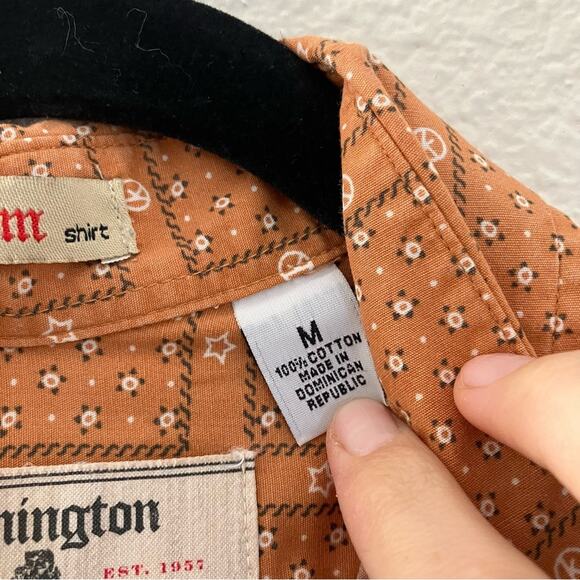 m shirt
M
100% COTTON
MADE IN
DOMINICAN
REPUBLIC
nington
EST. 1957